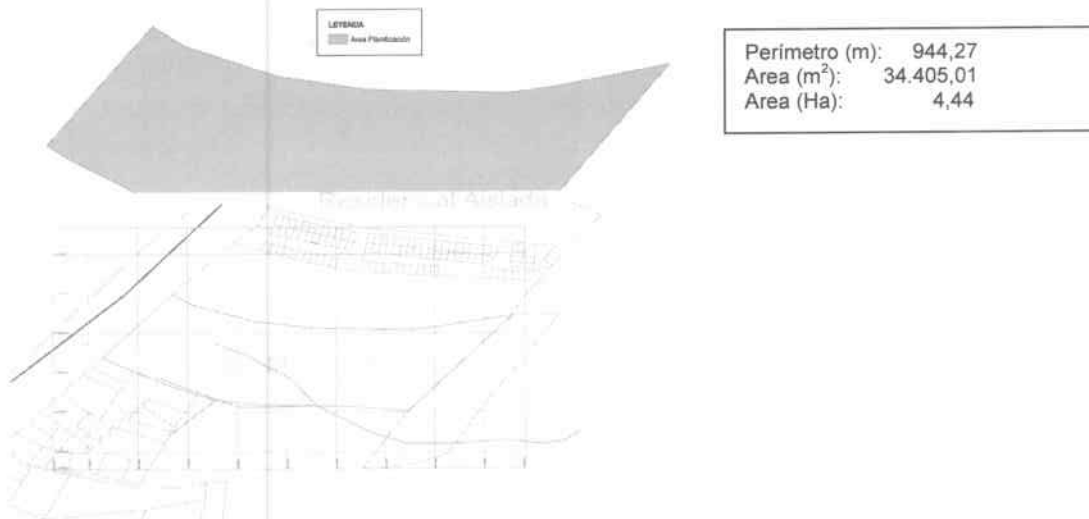 LEYENDA
Area Planificación
Perímetro (m): 944,27
Area (m²): 34.405,01
Area (Ha): 4,44